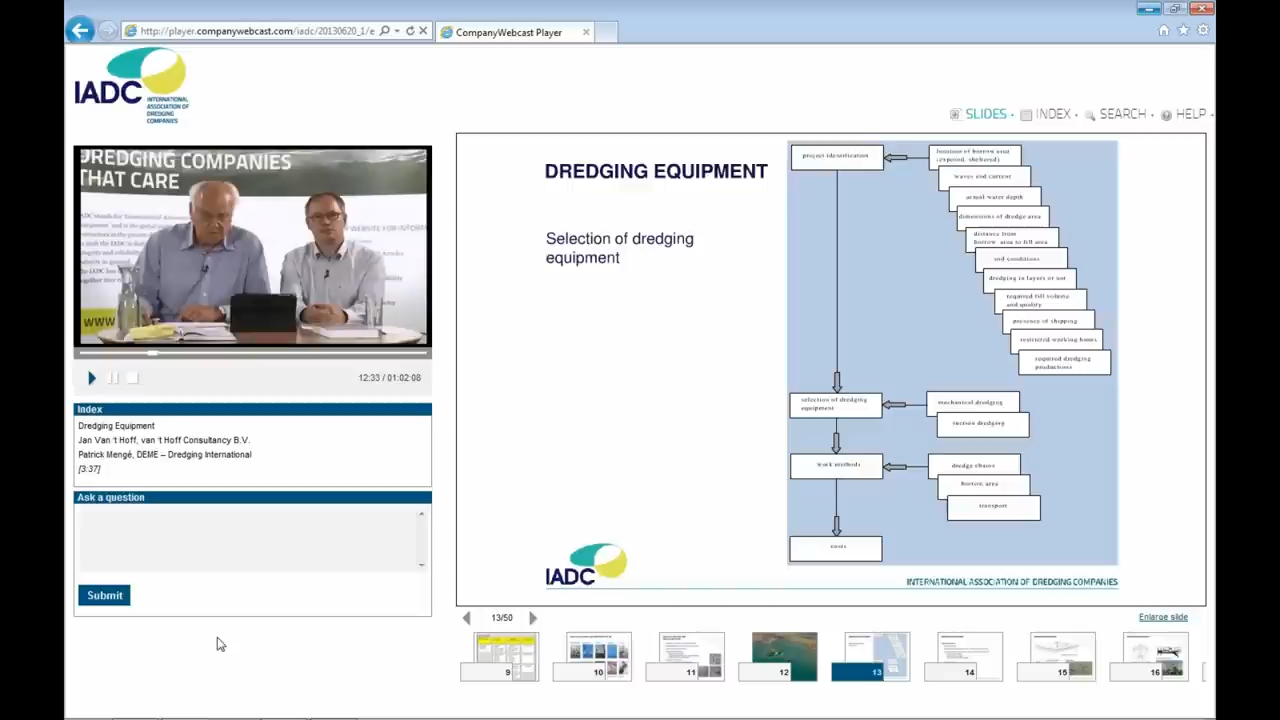 http://player.companywebcast.com/iadc/20130620_1/e
CompanyWebcast Player
IADC
INTERNATIONAL
ASSOCIATION OF
DREDGING
COMPANIES
SLIDES
INDEX
SEARCH
HELP
DREDGING COMPANIES
THAT CARE
WWW
12:33 / 01:02:08
Index
Dredging Equipment
Jan Van 't Hoff, van 't Hoff Consultancy B.V.
Patrick Mengé, DEME – Dredging International
[3:37]
Ask a question
Submit
DREDGING EQUIPMENT
Selection of dredging
equipment
project identification
location of borrow area
(exposed, sheltered)
waves and current
actual water depth
dimensions of dredge area
distance from
borrow area to fill area
soil conditions
dredging in layers or not
required fill volume
and quality
presence of shipping
restricted working hours
required dredging
productions
selection of dredging
equipment
mechanical dredging
suction dredging
Work methods
dredge phases
borrow area
transport
costs
IADC
INTERNATIONAL ASSOCIATION OF DREDGING COMPANIES
13/50
Enlarge slide
9
10
11
12
13
14
15
16